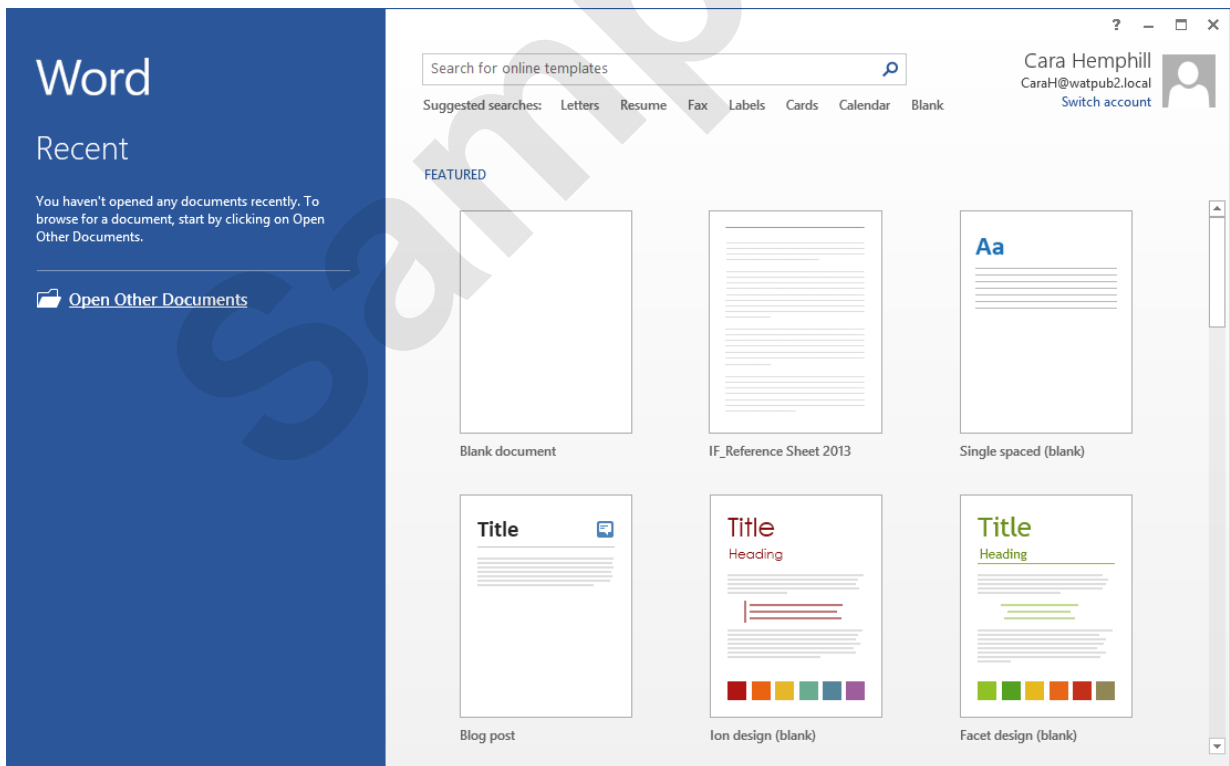 ?
Word
Search for online templates
Cara Hemphill
CaraH@watpub2.local
Switch account
Suggested searches: Letters Resume Fax Labels Cards Calendar Blank
Recent
You haven't opened any documents recently. To
browse for a document, start by clicking on Open
Other Documents.
Open Other Documents
FEATURED
Aa
Blank document
IF_Reference Sheet 2013
Single spaced (blank)
Title
Title
Heading
Title
Heading
Blog post
Ion design (blank)
Facet design (blank)
Samp